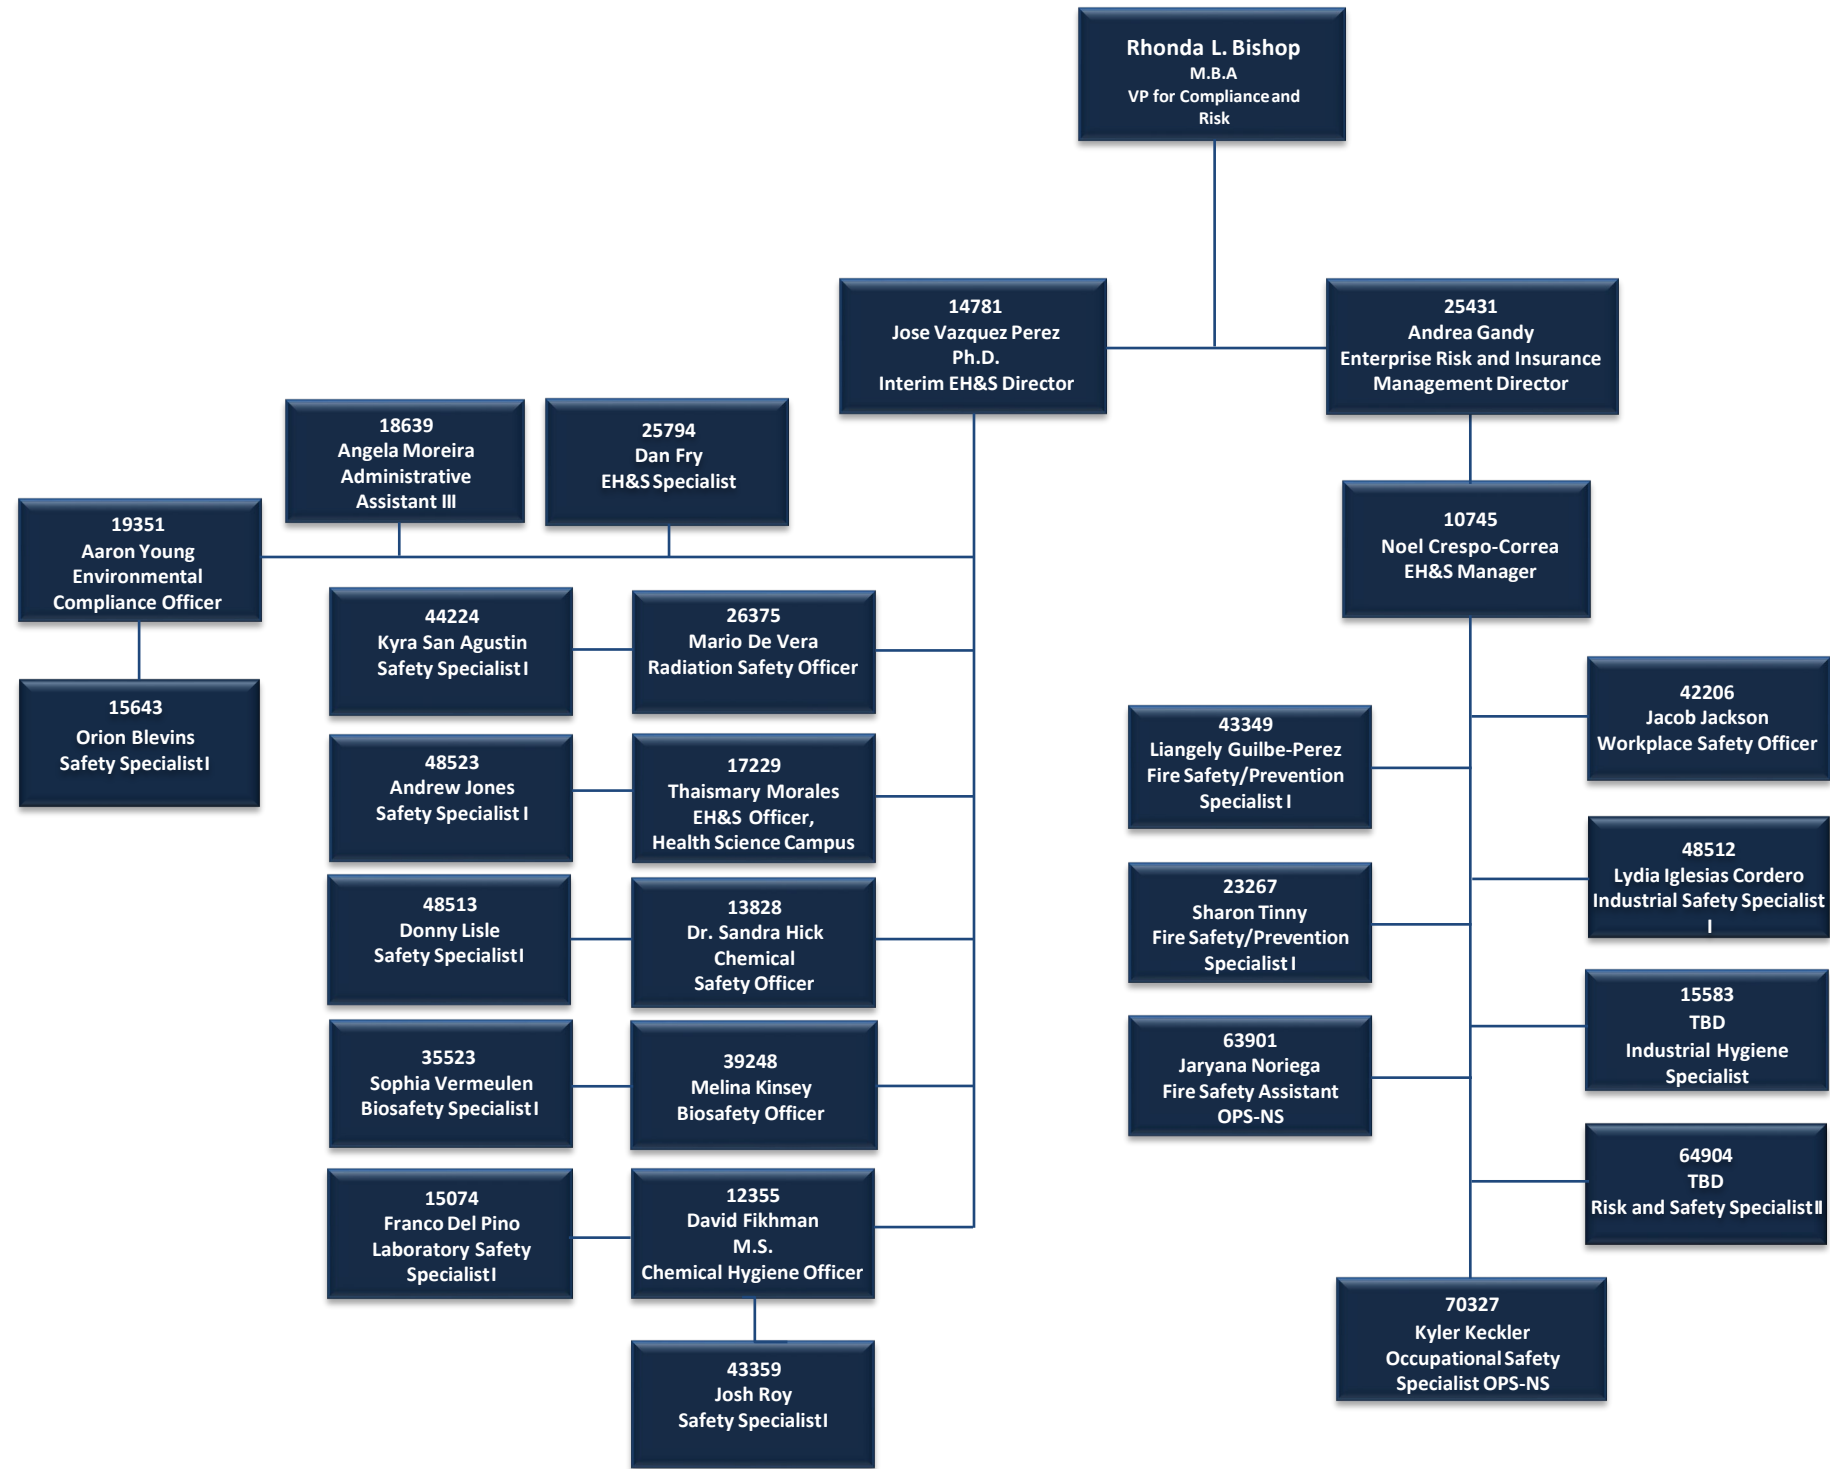 Rhonda L. Bishop
M.B.A
VP for Compliance and
Risk
14781
Jose Vazquez Perez
Ph.D.
Interim EH&S Director
25431
Andrea Gandy
Enterprise Risk and Insurance
Management Director
18639
Angela Moreira
Administrative
Assistant III
25794
Dan Fry
EH&S Specialist
19351
Aaron Young
Environmental
Compliance Officer
15643
Orion Blevins
Safety Specialist I
44224
Kyra San Agustin
Safety Specialist I
26375
Mario De Vera
Radiation Safety Officer
48523
Andrew Jones
Safety Specialist I
17229
Thaismary Morales
EH&S Officer,
Health Science Campus
48513
Donny Lisle
Safety Specialist I
13828
Dr. Sandra Hick
Chemical
Safety Officer
35523
Sophia Vermeulen
Biosafety Specialist I
39248
Melina Kinsey
Biosafety Officer
15074
Franco Del Pino
Laboratory Safety
Specialist I
12355
David Fikhman
M.S.
Chemical Hygiene Officer
43359
Josh Roy
Safety Specialist I
10745
Noel Crespo-Correa
EH&S Manager
43349
Liangely Guilbe-Perez
Fire Safety/Prevention
Specialist I
42206
Jacob Jackson
Workplace Safety Officer
23267
Sharon Tinny
Fire Safety/Prevention
Specialist I
48512
Lydia Iglesias Cordero
Industrial Safety Specialist
I
63901
Jaryana Noriega
Fire Safety Assistant
OPS-NS
15583
TBD
Industrial Hygiene
Specialist
64904
TBD
Risk and Safety Specialist II
70327
Kyler Keckler
Occupational Safety
Specialist OPS-NS